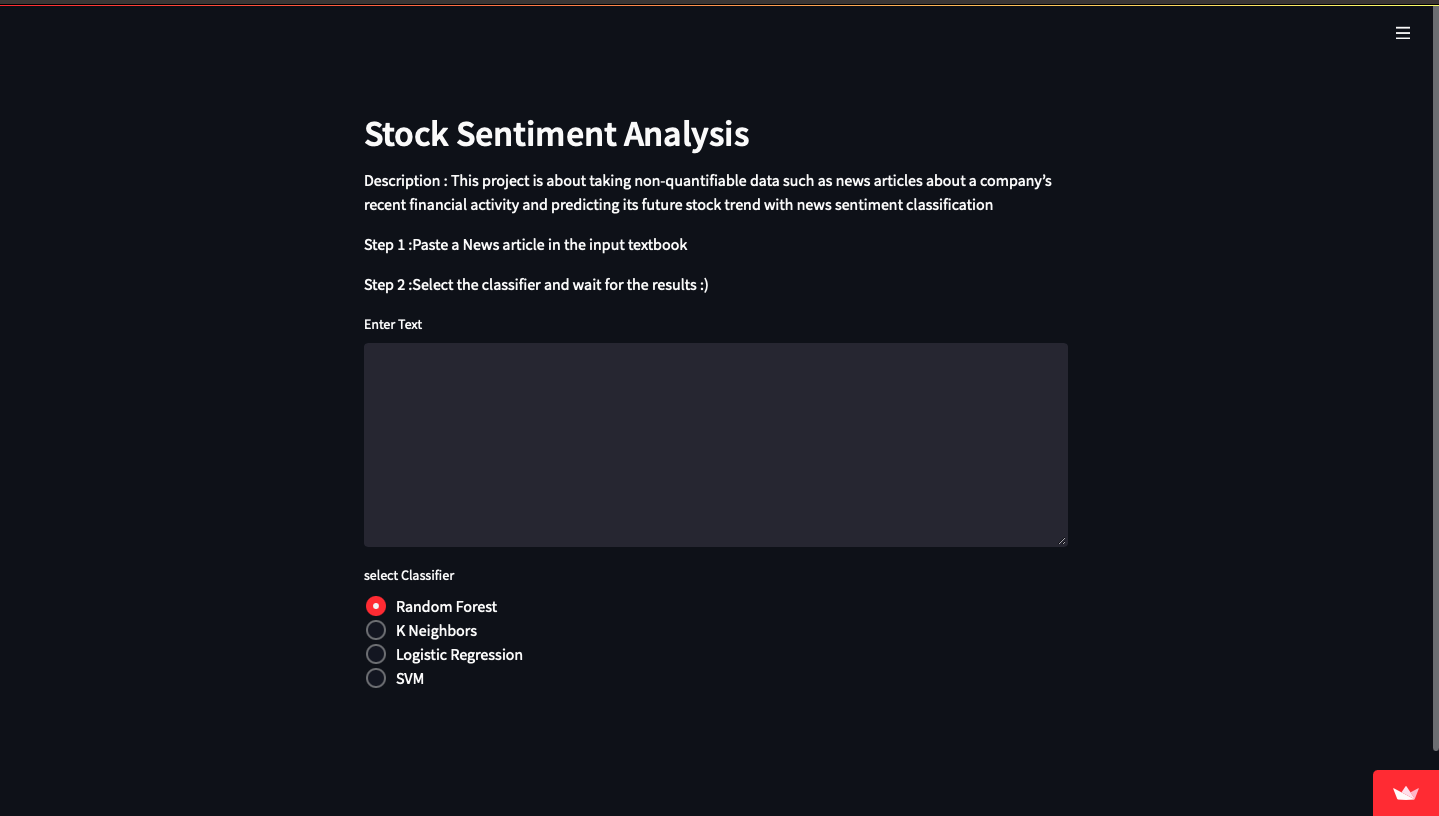 Stock Sentiment Analysis
Description : This project is about taking non-quantifiable data such as news articles about a company’s
recent financial activity and predicting its future stock trend with news sentiment classification
Step 1 :Paste a News article in the input textbook
Step 2 :Select the classifier and wait for the results :)
Enter Text
select Classifier
Random Forest
K Neighbors
Logistic Regression
SVM